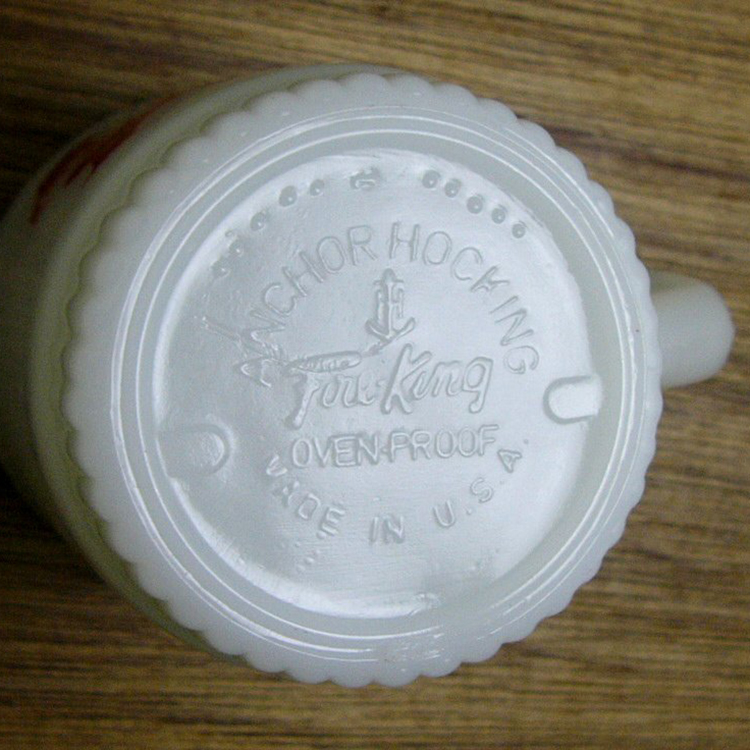 ANCHOR HOCKING
Fire-King
OVEN-PROOF
MADE IN U.S.A.